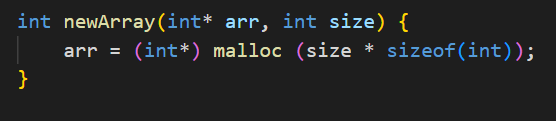 int newArray(int* arr, int size) {
    arr = (int*) malloc (size * sizeof(int));
}